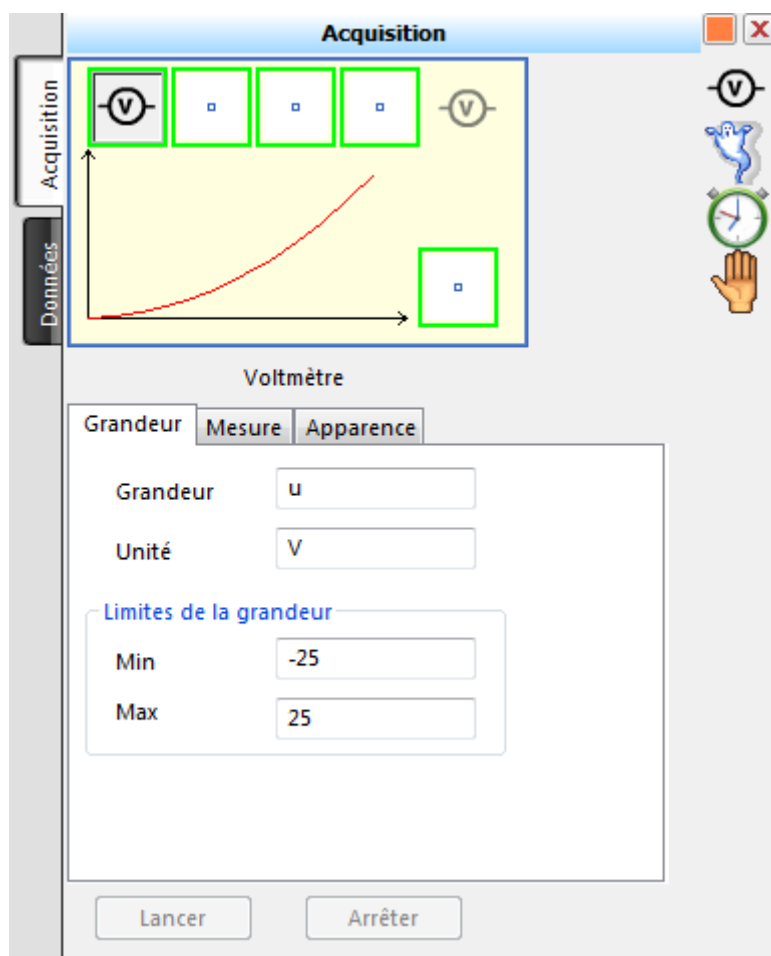 Acquisition
Acquisition
Données
V
V
V
Voltmètre
Grandeur Mesure Apparence
Grandeur u
Unité V
Limites de la grandeur
Min -25
Max 25
Lancer Arrêter